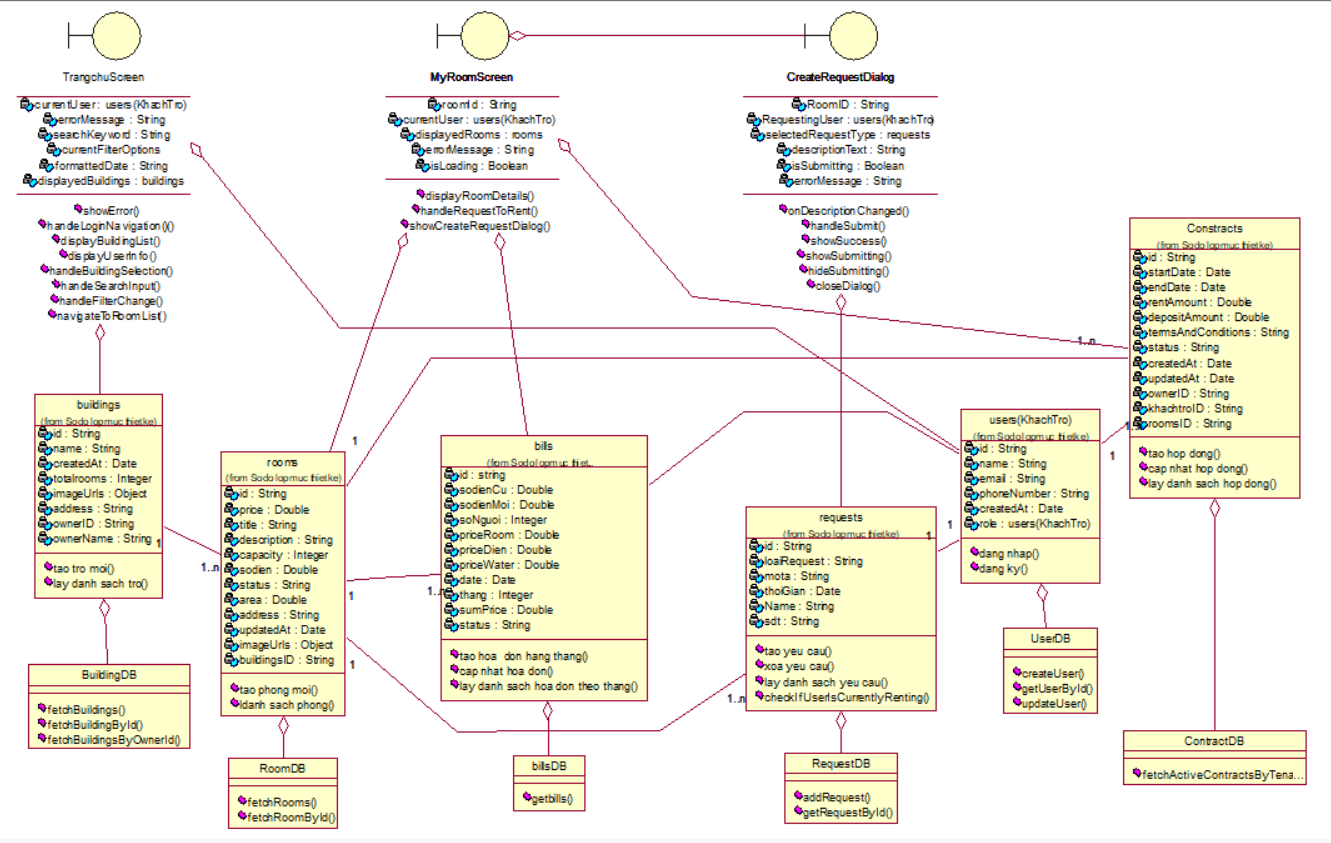 TrangchuScreen
currentUser : users(KhachTro)
errorMessage : String
searchKeyword : String
currentFilterOptions
formattedDate : String
displayedBuildings : buildings
showError()
handleLoginNavigation()()
displayBuildingList()
displayUserInfo()
handleBuildingSelection()
handleSearchInput()
handleFilterChange()
navigateToRoomList()
MyRoomScreen
roomId : String
currentUser : users(KhachTro)
displayedRooms : rooms
errorMessage : String
isLoading : Boolean
displayRoomDetails()
handleRequestToRent()
showCreateRequestDialog()
CreateRequestDialog
RoomID : String
RequestingUser : users(KhachTro)
selectedRequestType : requests
descriptionText : String
isSubmitting : Boolean
errorMessage : String
onDescriptionChanged()
handleSubmit()
showSuccess()
showSubmitting()
hideSubmitting()
closeDialog()
Constracts
(from Sodolopmucthietke)
id : String
startDate : Date
endDate : Date
rentAmount : Double
depositAmount : Double
termsAndConditions : String
status : String
createdAt : Date
updatedAt : Date
ownerID : String
khachtroID : String
roomsID : String
tao hop dong()
cap nhat hop dong()
lay danh sach hop dong()
1..n
1
1
buildings
(from Sodolopmucthietke)
id : String
name : String
createdAt : Date
totalrooms : Integer
imageUrls : Object
address : String
ownerID : String
ownerName : String
tao tro moi()
lay danh sach tro()
1
1..n
rooms
(from Sodolopmucthietke)
id : String
price : Double
title : String
description : String
capacity : Integer
sodien : Double
status : String
area : Double
address : String
updatedAt : Date
imageUrls : Object
buildingsID : String
tao phong moi()
ldanh sach phong()
1
1
1..n
bills
(from Sodolopmucthiet..
id : string
sodienCu : Double
sodienMoi : Double
soNguoi : Integer
priceRoom : Double
priceDien : Double
priceWater : Double
date : Date
thang : Integer
sumPrice : Double
status : String
tao hoa don hang thang()
cap nhat hoa don()
lay danh sach hoa don theo thang()
requests
(from Sodolopmucthietke)
id : String
loaiRequest : String
mota : String
thoiGian : Date
Name : String
sdt : String
tao yeu cau()
xoa yeu cau()
lay danh sach yeu cau()
checkIfUserIsCurrentlyRenting()
1
1
1..n
users(KhachTro)
(from Sodolopmucthietke)
id : String
name : String
email : String
phoneNumber : String
createdAt : Date
role : users(KhachTro)
dang nhap()
dang ky()
BuildingDB
fetchBuildings()
fetchBuildingById()
fetchBuildingsByOwnerId()
RoomDB
fetchRooms()
fetchRoomById()
billsDB
getbills()
RequestDB
addRequest()
getRequestById()
UserDB
createUser()
getUserById()
updateUser()
ContractDB
fetchActiveContractsByTena...